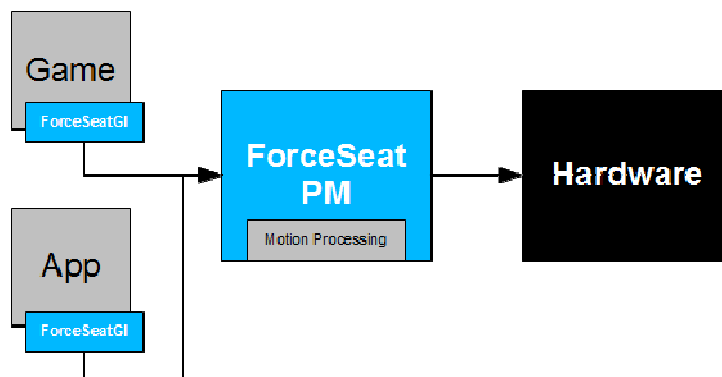 Game
ForceSeatGI
ForceSeat
PM
Motion Processing
Hardware
App
ForceSeatGI